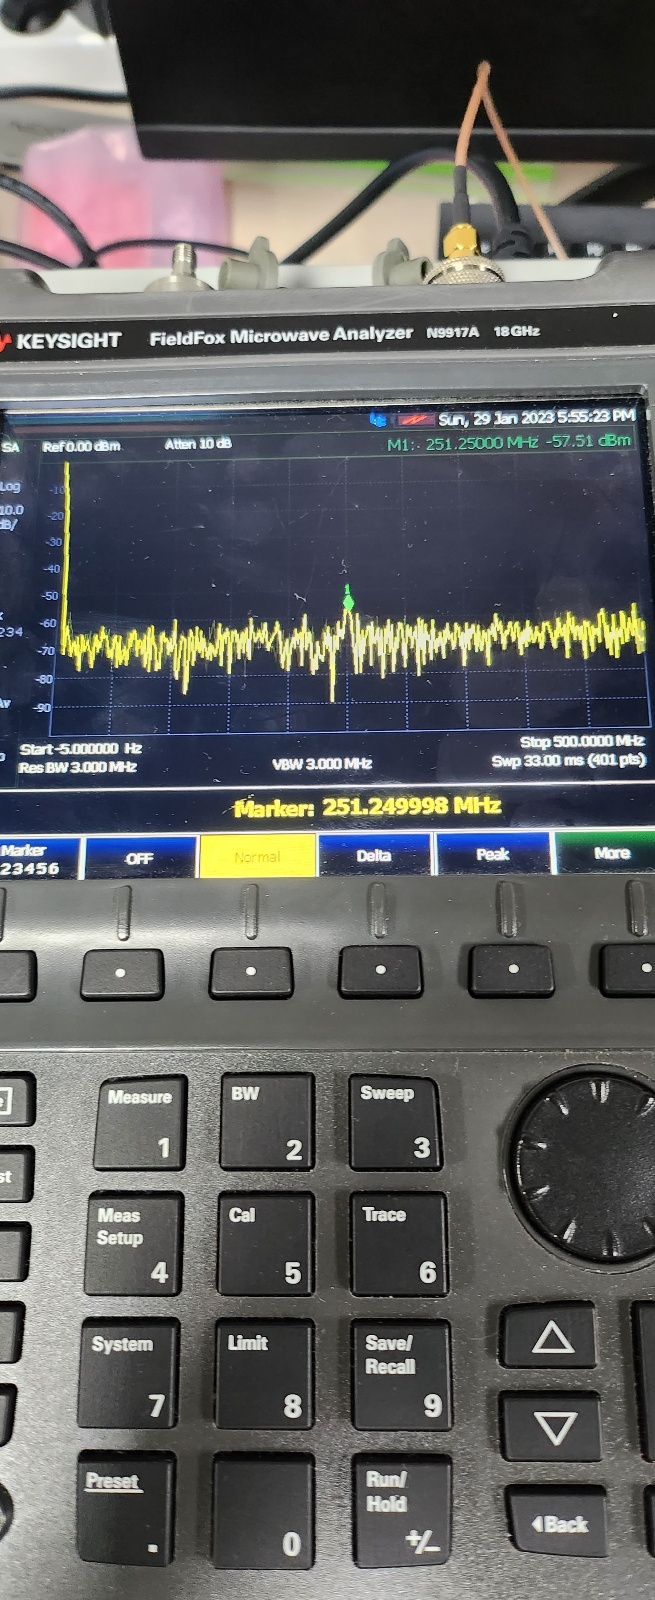 KEYSIGHT FieldFox Microwave Analyzer N9917A 18 GHz
Sun, 29 Jan 2023 5:55:23 PM
SA Ref 0.00 dBm Atten 10 dB M1: 251.25000 MHz -57.51 dBm
Log
10.0
dB/
-10
-20
-30
-40
-50
-60
-70
-80
-90
1
234
Av
Start -5.000000 Hz Stop 500.0000 MHz
Res BW 3.000 MHz VBW 3.000 MHz Swp 33.00 ms (401 pts)
Marker: 251.249998 MHz
Marker
23456
OFF Normal Delta Peak More
Measure 1 BW 2 Sweep 3
Meas Setup 4 Cal 5 Trace 6
System 7 Limit 8 Save/ Recall 9
Preset . 0 Run/ Hold +/-
Back